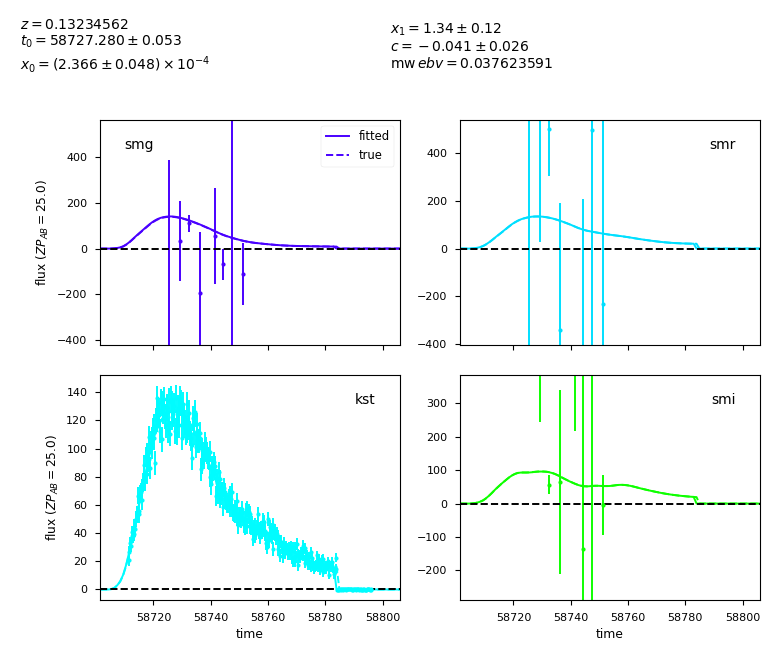 z = 0.13234562
t₀ = 58727.280 ± 0.053
x₀ = (2.366 ± 0.048) × 10⁻⁴
x₁ = 1.34 ± 0.12
c = −0.041 ± 0.026
mw ebv = 0.037623591
smg
fitted
true
400
200
0
−200
−400
flux (ZP_AB = 25.0)
smr
400
200
0
−200
−400
kst
140
120
100
80
60
40
20
0
flux (ZP_AB = 25.0)
58720 58740 58760 58780 58800
time
smi
300
200
100
0
−100
−200
58720 58740 58760 58780 58800
time